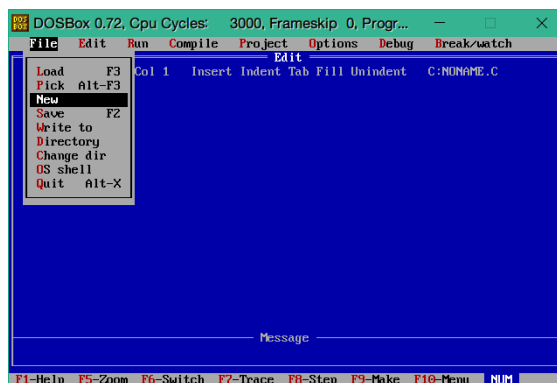 DOSBox 0.72, Cpu Cycles: 3000, Frameskip 0, Progr...
File Edit Run Compile Project Options Debug Break/watch
Edit
Col 1 Insert Indent Tab Fill Unindent C:NONAME.C
Load F3
Pick Alt-F3
New
Save F2
Write to
Directory
Change dir
OS shell
Quit Alt-X
Message
F1-Help F5-Zoom F6-Switch F7-Trace F8-Step F9-Make F10-Menu NUM